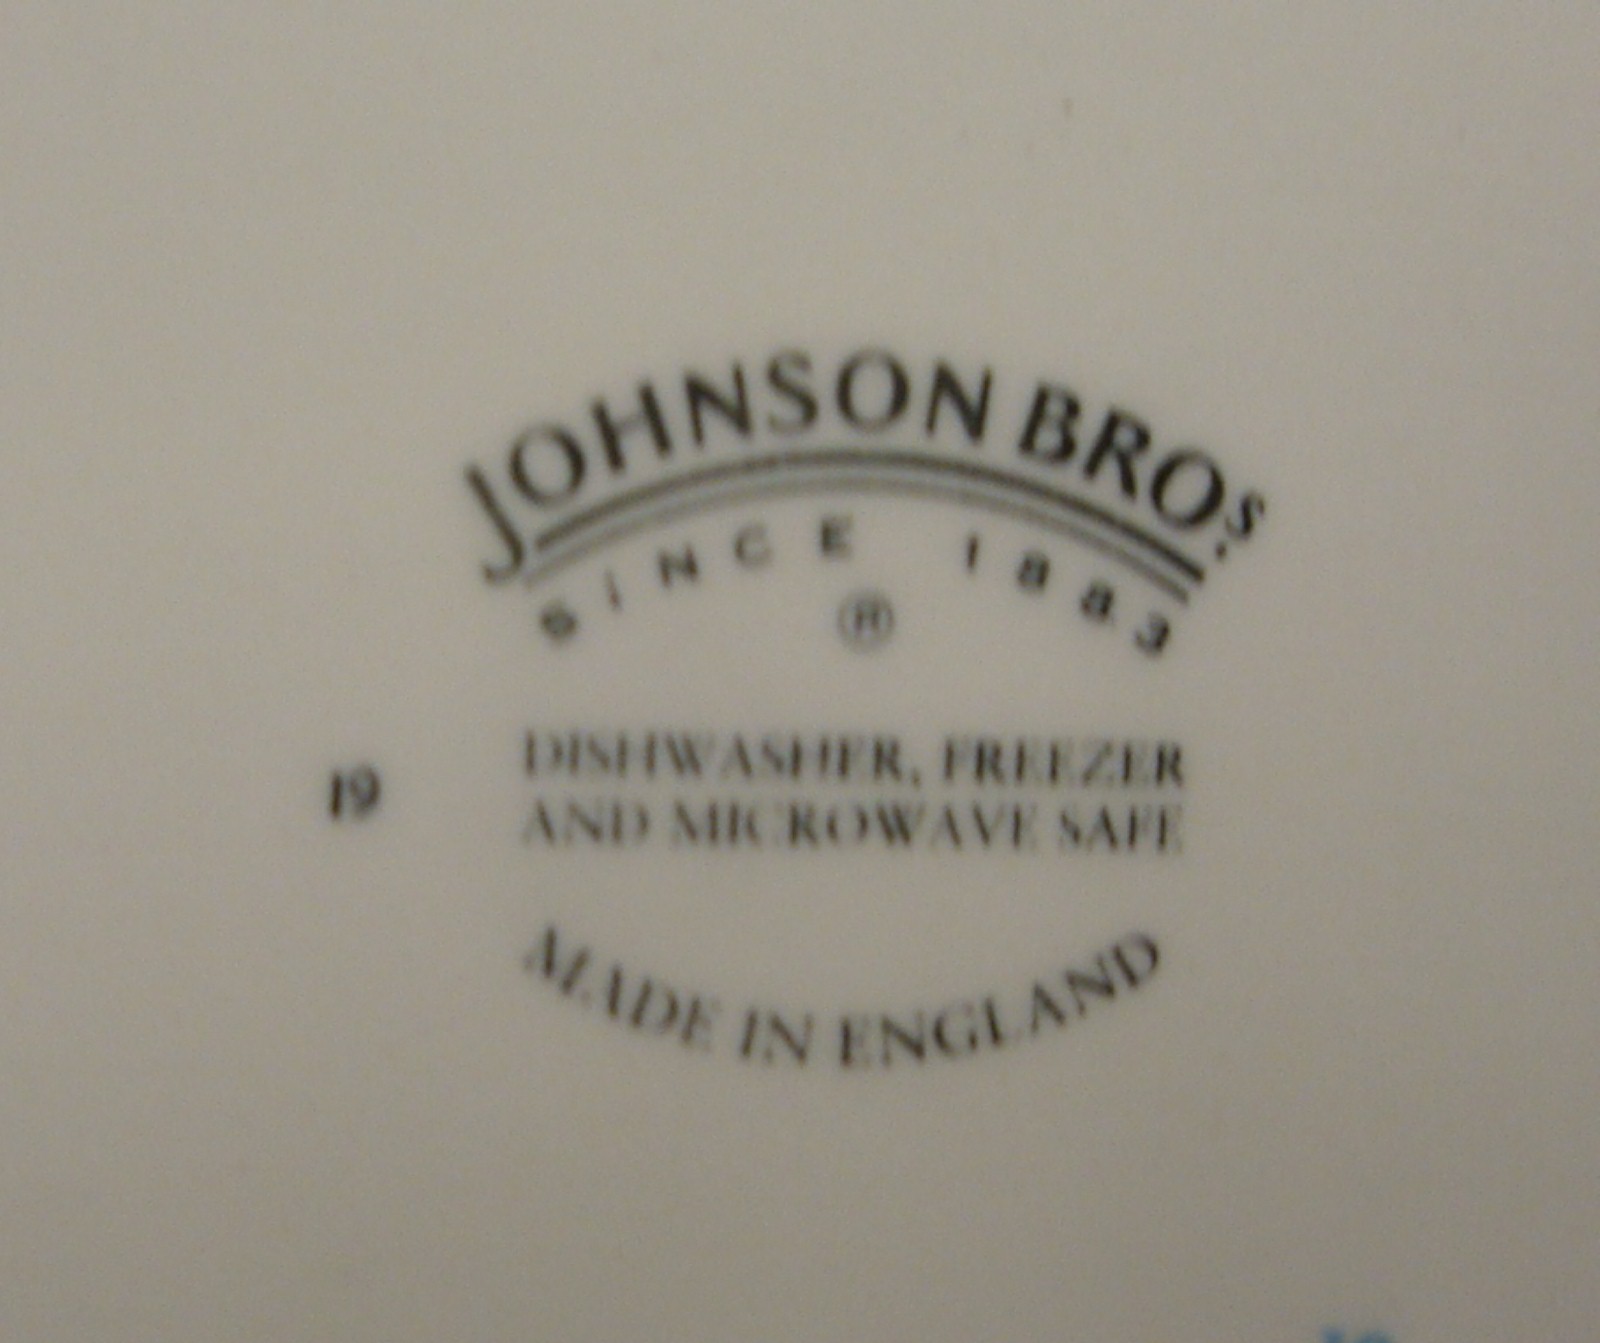 JOHNSON BROS.
SINCE 1883
®
19
DISHWASHER, FREEZER
AND MICROWAVE SAFE
MADE IN ENGLAND